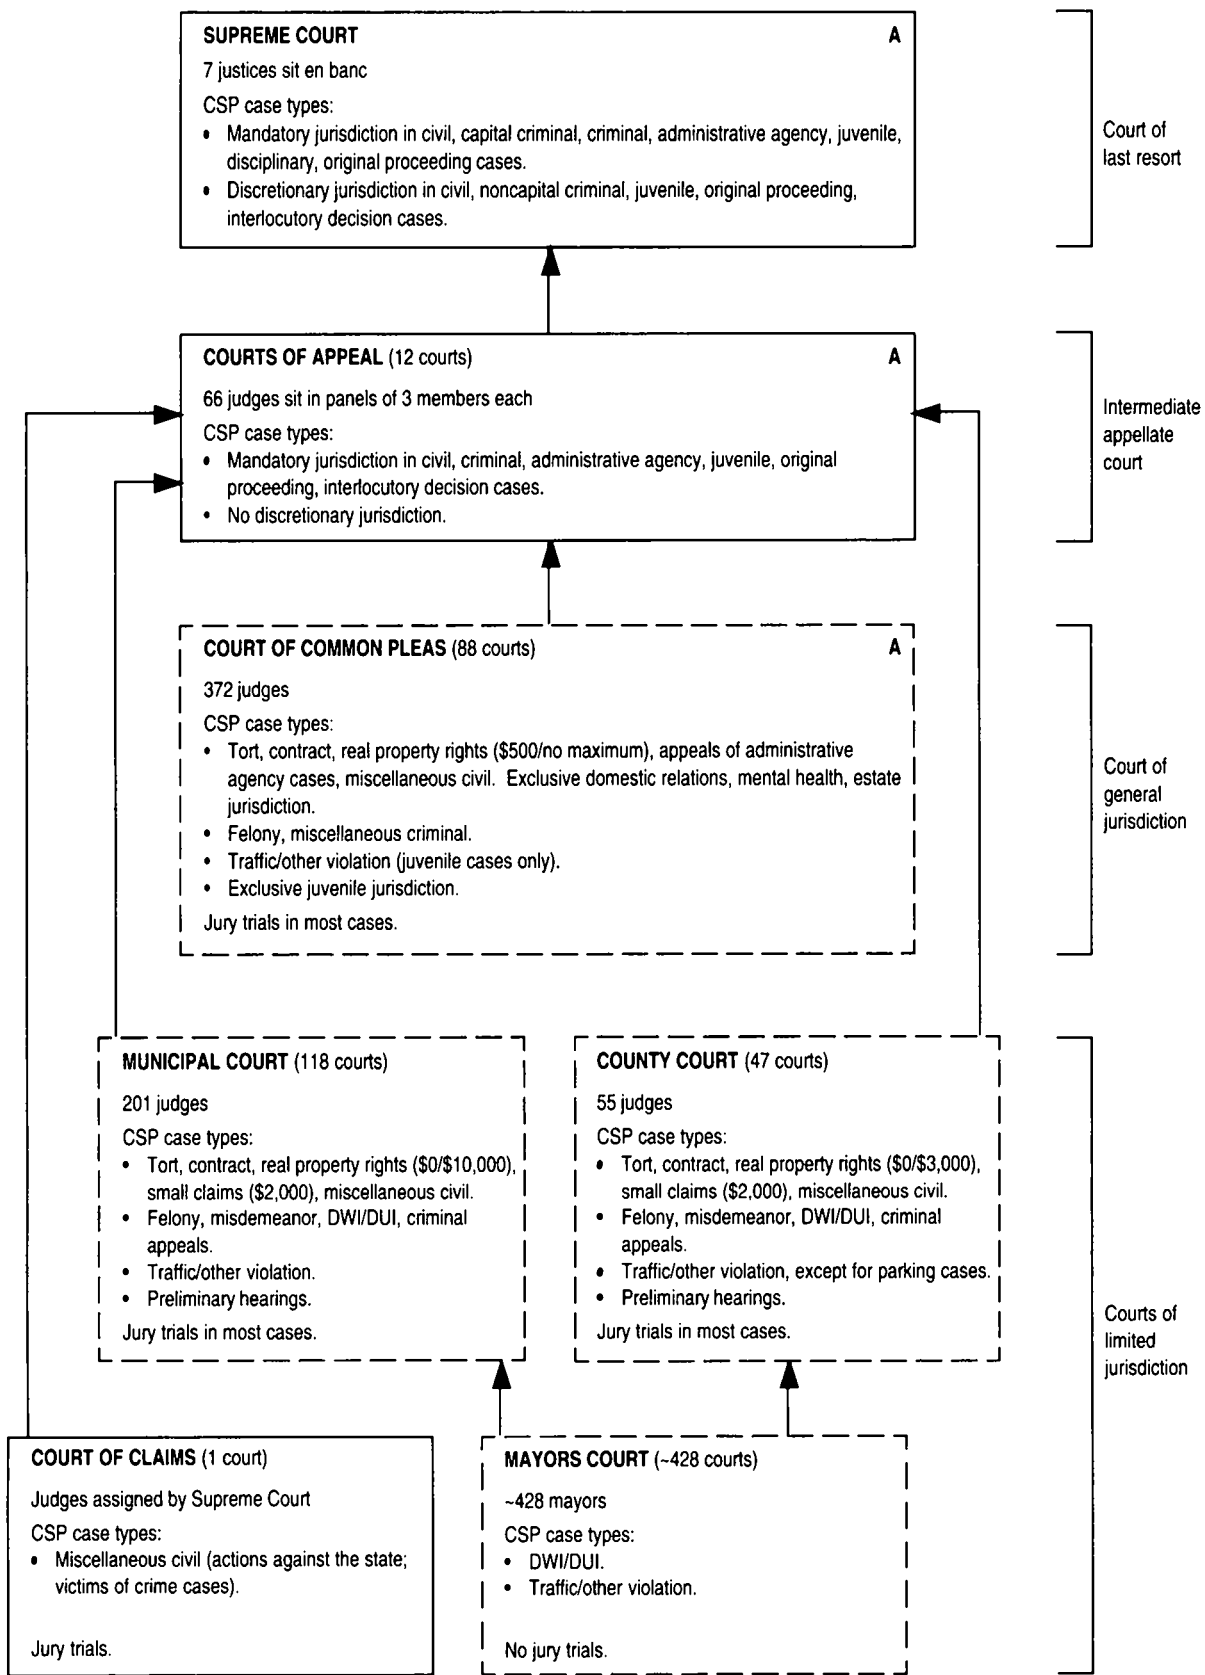 SUPREME COURT A
7 justices sit en banc
CSP case types:
• Mandatory jurisdiction in civil, capital criminal, criminal, administrative agency, juvenile,
disciplinary, original proceeding cases.
• Discretionary jurisdiction in civil, noncapital criminal, juvenile, original proceeding,
interlocutory decision cases.
Court of
last resort
COURTS OF APPEAL (12 courts) A
66 judges sit in panels of 3 members each
CSP case types:
• Mandatory jurisdiction in civil, criminal, administrative agency, juvenile, original
proceeding, interlocutory decision cases.
• No discretionary jurisdiction.
Intermediate
appellate
court
COURT OF COMMON PLEAS (88 courts) A
372 judges
CSP case types:
• Tort, contract, real property rights ($500/no maximum), appeals of administrative
agency cases, miscellaneous civil. Exclusive domestic relations, mental health, estate
jurisdiction.
• Felony, miscellaneous criminal.
• Traffic/other violation (juvenile cases only).
• Exclusive juvenile jurisdiction.
Jury trials in most cases.
Court of
general
jurisdiction
MUNICIPAL COURT (118 courts)
201 judges
CSP case types:
• Tort, contract, real property rights ($0/$10,000),
small claims ($2,000), miscellaneous civil.
• Felony, misdemeanor, DWI/DUI, criminal
appeals.
• Traffic/other violation.
• Preliminary hearings.
Jury trials in most cases.
COUNTY COURT (47 courts)
55 judges
CSP case types:
• Tort, contract, real property rights ($0/$3,000),
small claims ($2,000), miscellaneous civil.
• Felony, misdemeanor, DWI/DUI, criminal
appeals.
• Traffic/other violation, except for parking cases.
• Preliminary hearings.
Jury trials in most cases.
Courts of
limited
jurisdiction
COURT OF CLAIMS (1 court)
Judges assigned by Supreme Court
CSP case types:
• Miscellaneous civil (actions against the state;
victims of crime cases).
Jury trials.
MAYORS COURT (~428 courts)
~428 mayors
CSP case types:
• DWI/DUI.
• Traffic/other violation.
No jury trials.